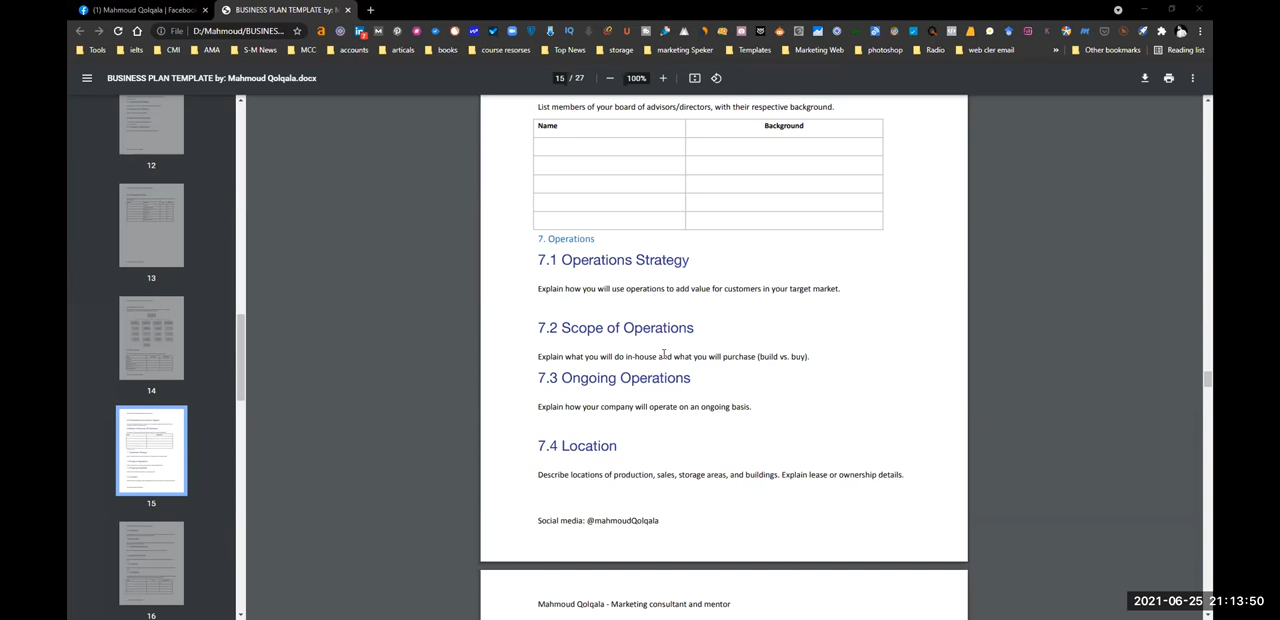 (1) Mahmoud Qolqala | Facebook
BUSINESS PLAN TEMPLATE by: M
File D:/Mahmoud/BUSINES...
Tools ielts CMI AMA S-M News MCC accounts articals books course resorses Top News storage marketing Speker Templates Marketing Web photoshop Radio web cler email » Other bookmarks Reading list
BUSINESS PLAN TEMPLATE by: Mahmoud Qolqala.docx 15 / 27 100%
12
13
14
15
16
List members of your board of advisors/directors, with their respective background.
Name Background
7. Operations
7.1 Operations Strategy
Explain how you will use operations to add value for customers in your target market.
7.2 Scope of Operations
Explain what you will do in-house and what you will purchase (build vs. buy).
7.3 Ongoing Operations
Explain how your company will operate on an ongoing basis.
7.4 Location
Describe locations of production, sales, storage areas, and buildings. Explain lease or ownership details.
Social media: @mahmoudQolqala
Mahmoud Qolqala - Marketing consultant and mentor
2021-06-25 21:13:50